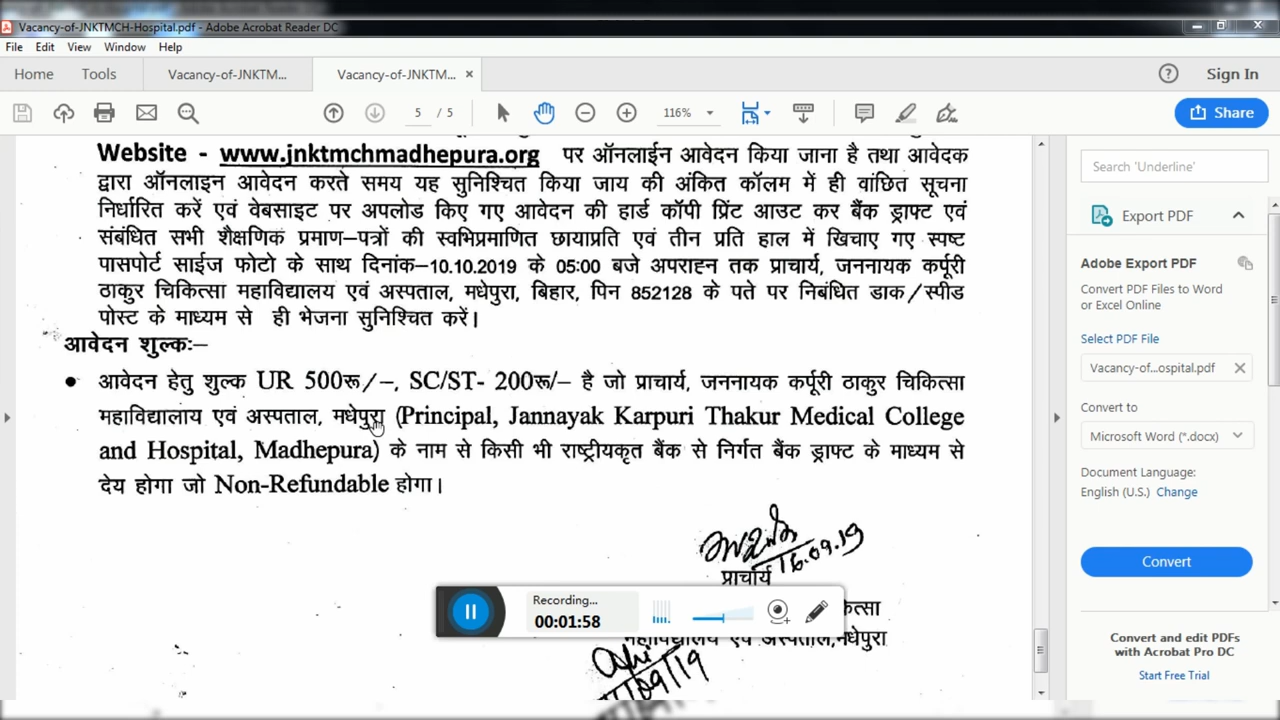 Vacancy-of-JNKTMCH-Hospital.pdf - Adobe Acrobat Reader DC
File Edit View Window Help
Home Tools Vacancy-of-JNKTM... Vacancy-of-JNKTM... × Sign In
5 / 5 116% Share
Website - www.jnktmchmadhepura.org पर ऑनलाईन आवेदन किया जाना है तथा आवेदक
द्वारा ऑनलाइन आवेदन करते समय यह सुनिश्चित किया जाय की अंकित कॉलम में ही वांछित सूचना
निर्धारित करें एवं वेबसाइट पर अपलोड किए गए आवेदन की हार्ड कॉपी प्रिंट आउट कर बैंक ड्राफ्ट एवं
संबंधित सभी शैक्षणिक प्रमाण–पत्रों की स्वभिप्रमाणित छायाप्रति एवं तीन प्रति हाल में खिचाए गए स्पष्ट
पासपोर्ट साईज फोटो के साथ दिनांक–10.10.2019 के 05:00 बजे अपराह्न तक प्राचार्य, जननायक कर्पूरी
ठाकुर चिकित्सा महाविद्यालय एवं अस्पताल, मधेपुरा, बिहार, पिन 852128 के पते पर निबंधित डाक/स्पीड
पोस्ट के माध्यम से ही भेजना सुनिश्चित करें।
आवेदन शुल्कः–
• आवेदन हेतु शुल्क UR 500रू/–, SC/ST- 200रू/– है जो प्राचार्य, जननायक कर्पूरी ठाकुर चिकित्सा
महाविद्यालय एवं अस्पताल, मधेपुरा (Principal, Jannayak Karpuri Thakur Medical College
and Hospital, Madhepura) के नाम से किसी भी राष्ट्रीयकृत बैंक से निर्गत बैंक ड्राफ्ट के माध्यम से
देय होगा जो Non-Refundable होगा।
16.09.19
प्राचार्य
महाविद्यालय एवं अस्पताल,मधेपुरा
Recording...
00:01:58
Search 'Underline'
Export PDF
Adobe Export PDF
Convert PDF Files to Word
or Excel Online
Select PDF File
Vacancy-of...ospital.pdf ×
Convert to
Microsoft Word (*.docx)
Document Language:
English (U.S.) Change
Convert
Convert and edit PDFs
with Acrobat Pro DC
Start Free Trial